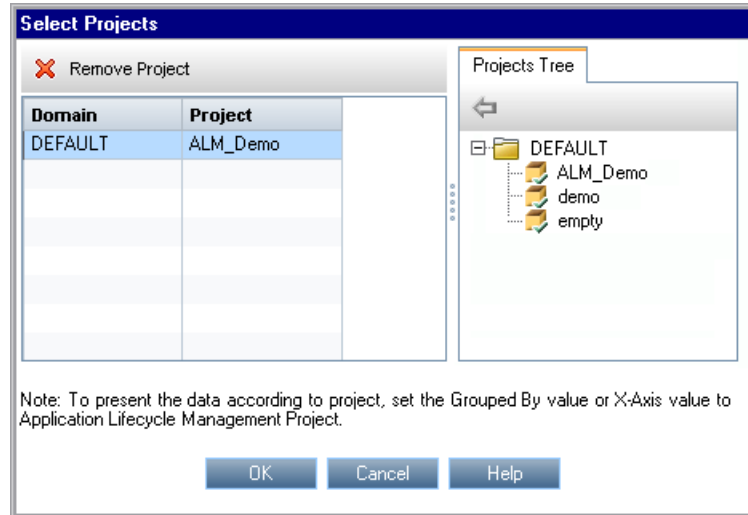 Select Projects
Remove Project
Projects Tree
Domain Project
DEFAULT ALM_Demo
DEFAULT
ALM_Demo
demo
empty
Note: To present the data according to project, set the Grouped By value or X-Axis value to
Application Lifecycle Management Project.
OK Cancel Help